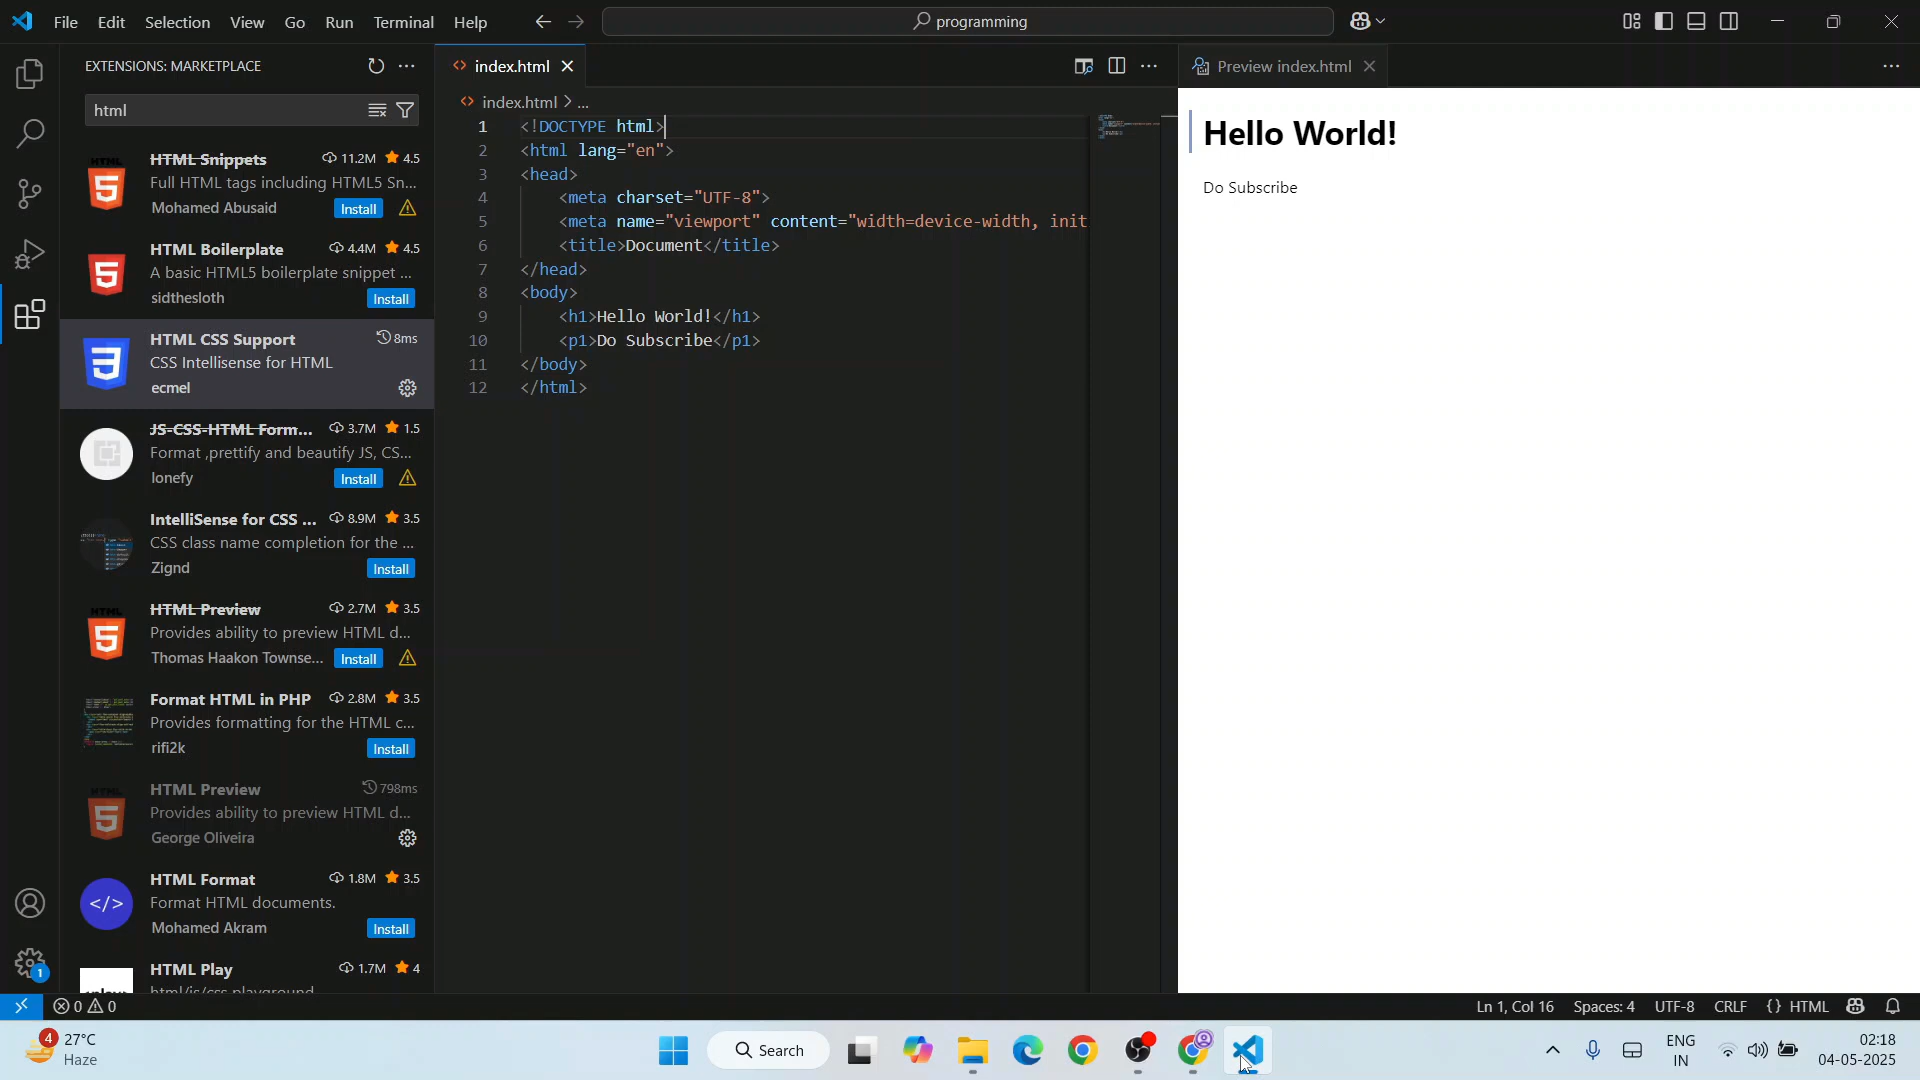 File Edit Selection View Go Run Terminal Help
programming
EXTENSIONS: MARKETPLACE
html
HTML Snippets 11.2M 4.5
Full HTML tags including HTML5 Sn...
Mohamed Abusaid Install
HTML Boilerplate 4.4M 4.5
A basic HTML5 boilerplate snippet ...
sidthesloth Install
HTML CSS Support 8ms
CSS Intellisense for HTML
ecmel
JS-CSS-HTML Form... 3.7M 1.5
Format ,prettify and beautify JS, CS...
lonefy Install
IntelliSense for CSS ... 8.9M 3.5
CSS class name completion for the ...
Zignd Install
HTML Preview 2.7M 3.5
Provides ability to preview HTML d...
Thomas Haakon Townse... Install
Format HTML in PHP 2.8M 3.5
Provides formatting for the HTML c...
rifi2k Install
HTML Preview 798ms
Provides ability to preview HTML d...
George Oliveira
HTML Format 1.8M 3.5
Format HTML documents.
Mohamed Akram Install
HTML Play 1.7M 4
html/js/css playground
1
index.html
index.html > ...
1 <!DOCTYPE html>
2 <html lang="en">
3 <head>
4 <meta charset="UTF-8">
5 <meta name="viewport" content="width=device-width, init
6 <title>Document</title>
7 </head>
8 <body>
9 <h1>Hello World!</h1>
10 <p1>Do Subscribe</p1>
11 </body>
12 </html>
Preview index.html
Hello World!
Do Subscribe
0 0
Ln 1, Col 16 Spaces: 4 UTF-8 CRLF {} HTML
4 27°C
Haze
Search
ENG
IN
02:18
04-05-2025